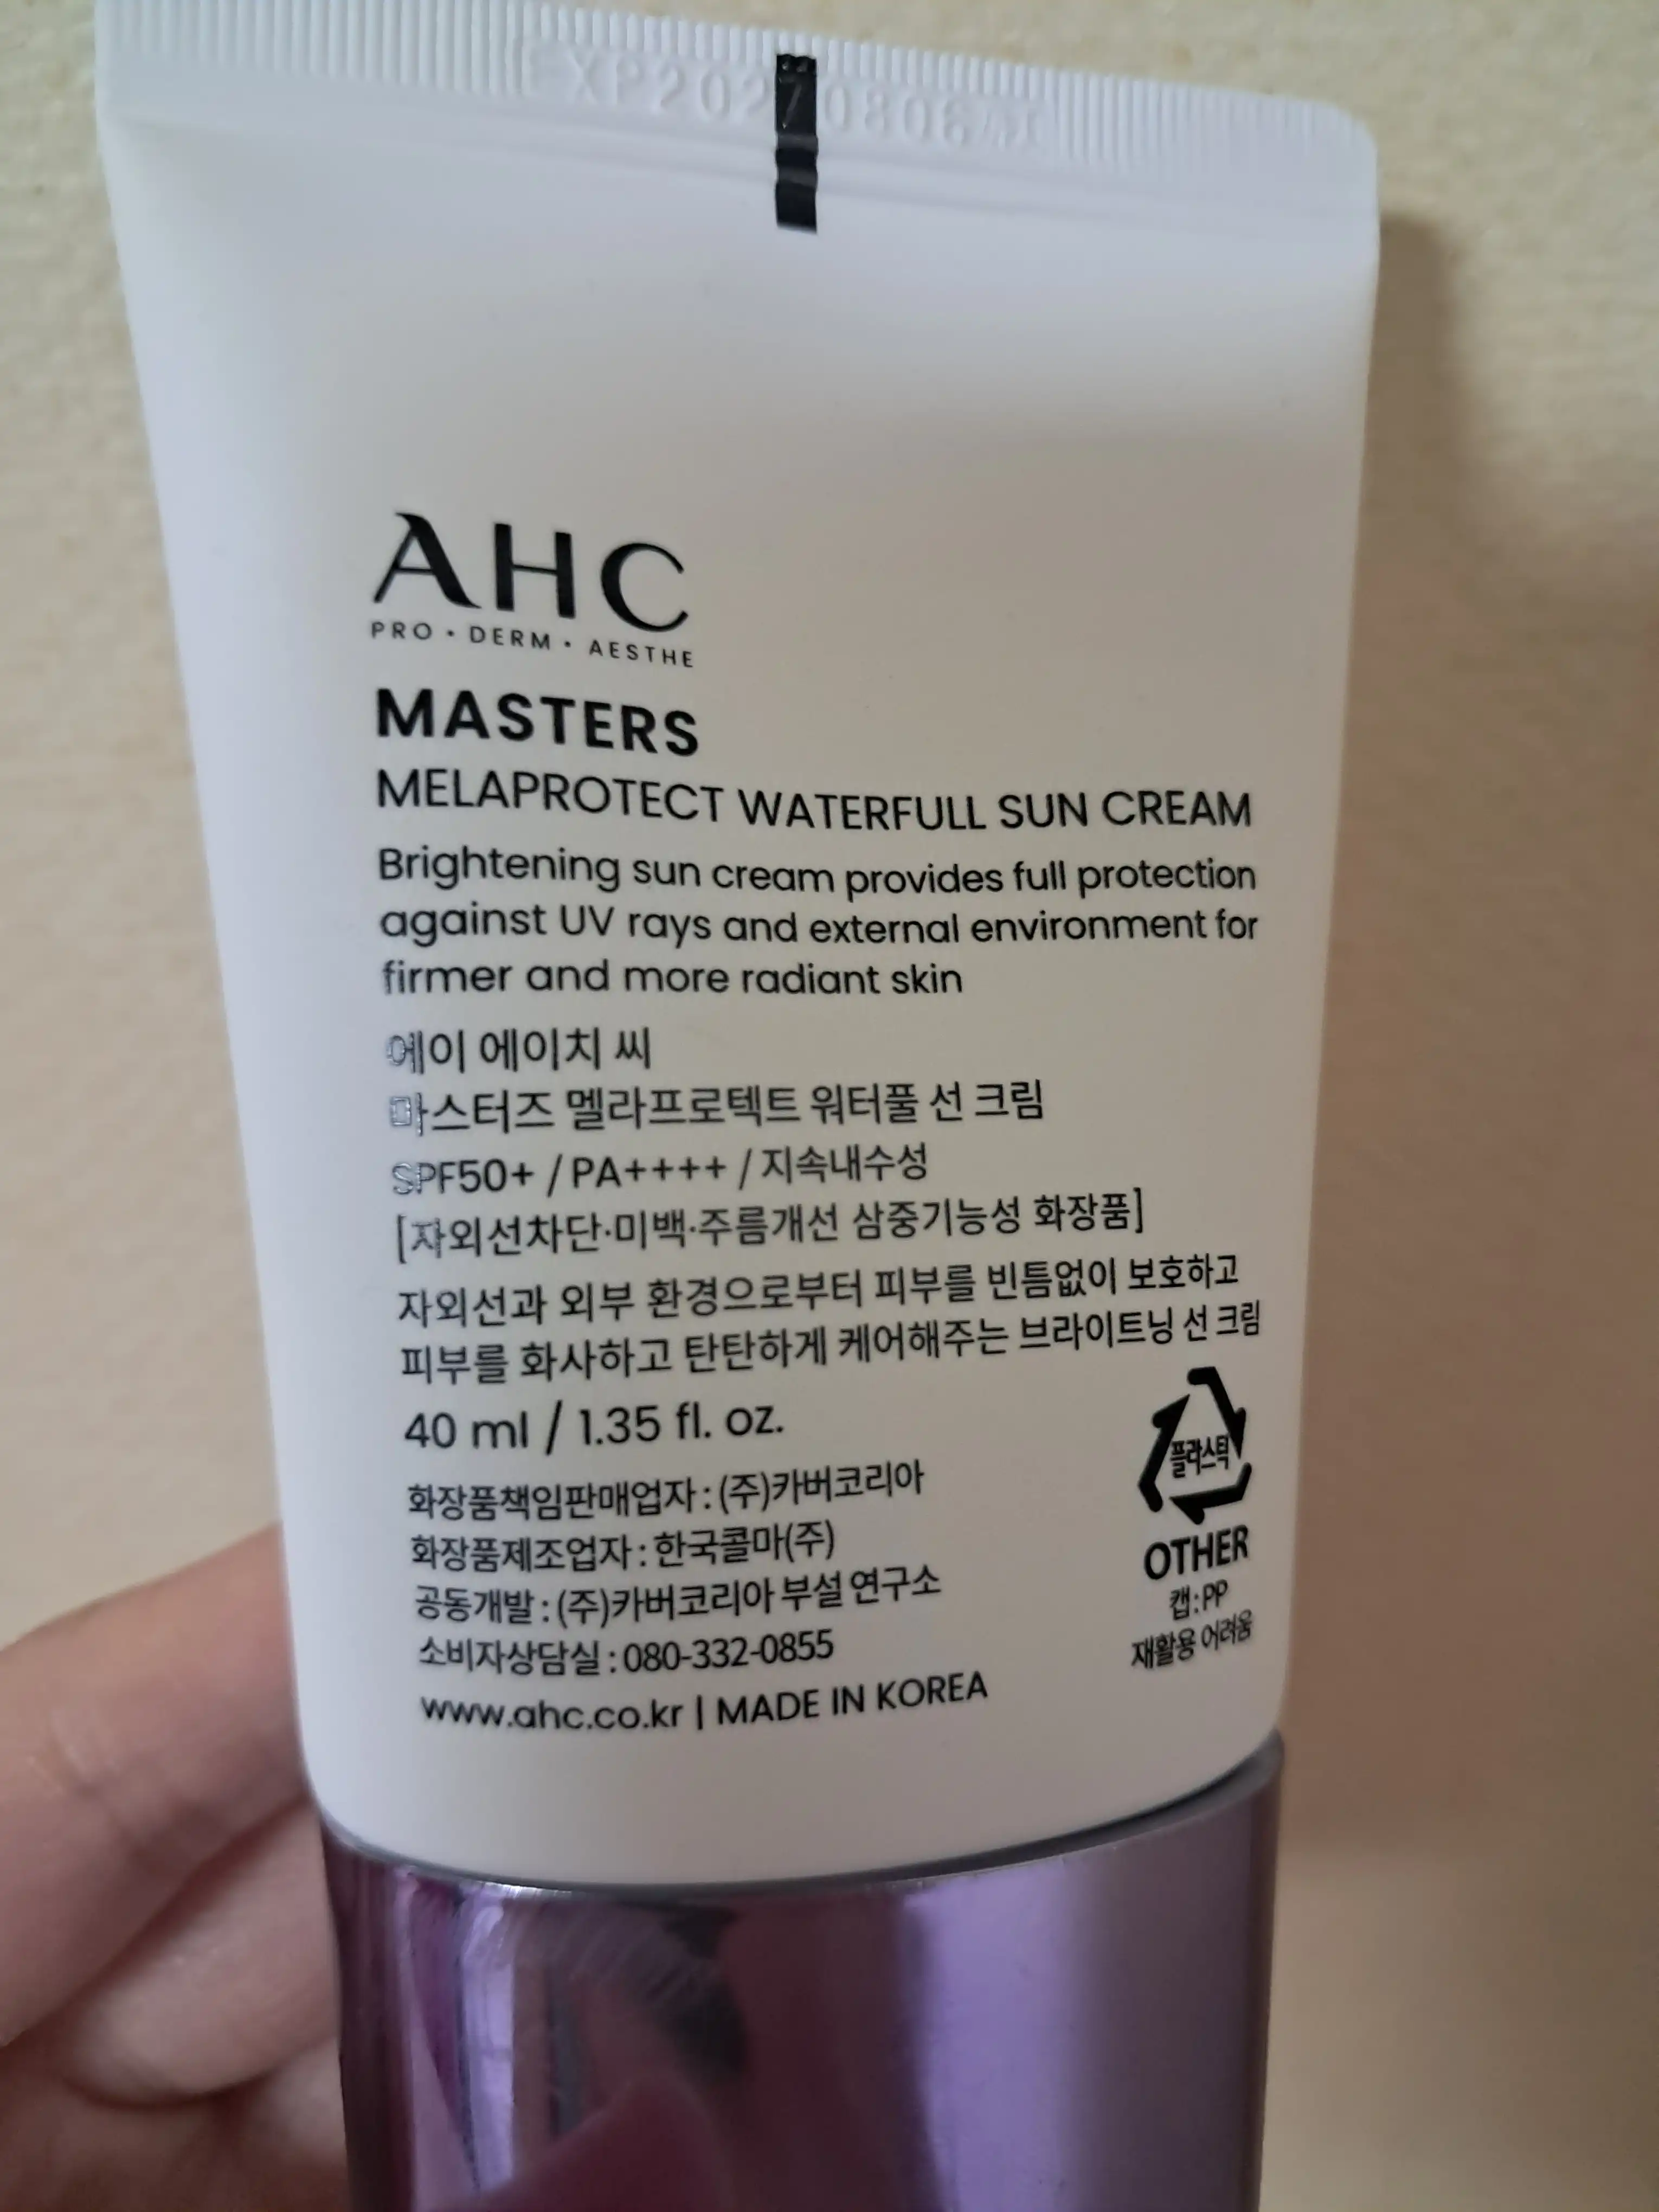 EXP20270808
AHC
PRO · DERM · AESTHE
MASTERS
MELAPROTECT WATERFULL SUN CREAM
Brightening sun cream provides full protection
against UV rays and external environment for
firmer and more radiant skin
에이 에이치 씨
마스터즈 멜라프로텍트 워터풀 선 크림
SPF50+ / PA++++ / 지속내수성
[자외선차단·미백·주름개선 삼중기능성 화장품]
자외선과 외부 환경으로부터 피부를 빈틈없이 보호하고
피부를 화사하고 탄탄하게 케어해주는 브라이트닝 선 크림
40 ml / 1.35 fl. oz.
화장품책임판매업자 : (주)카버코리아
화장품제조업자 : 한국콜마(주)
공동개발 : (주)카버코리아 부설 연구소
소비자상담실 : 080-332-0855
www.ahc.co.kr | MADE IN KOREA
플라스틱
OTHER
캡:PP
재활용 어려움